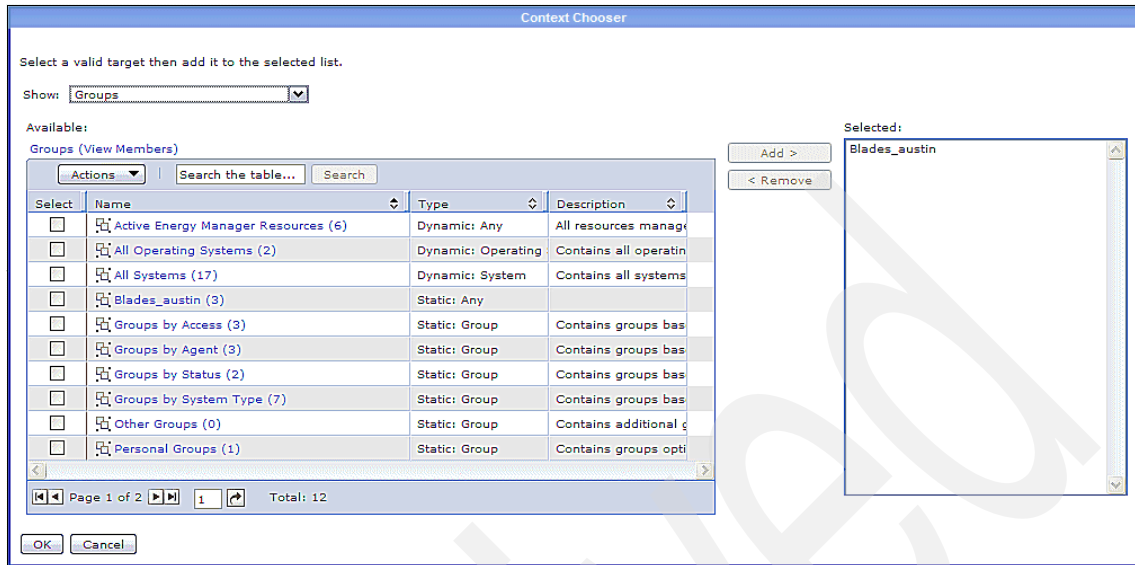 Context Chooser
Select a valid target then add it to the selected list.
Show: Groups
Available:
Groups (View Members)
Actions Search the table... Search
Select Name Type Description
Active Energy Manager Resources (6) Dynamic: Any All resources manage
All Operating Systems (2) Dynamic: Operating Contains all operatin
All Systems (17) Dynamic: System Contains all systems
Blades_austin (3) Static: Any
Groups by Access (3) Static: Group Contains groups bas
Groups by Agent (3) Static: Group Contains groups bas
Groups by Status (2) Static: Group Contains groups bas
Groups by System Type (7) Static: Group Contains groups bas
Other Groups (0) Static: Group Contains additional g
Personal Groups (1) Static: Group Contains groups opti
Page 1 of 2 1 Total: 12
Add >
< Remove
Selected:
Blades_austin
OK Cancel